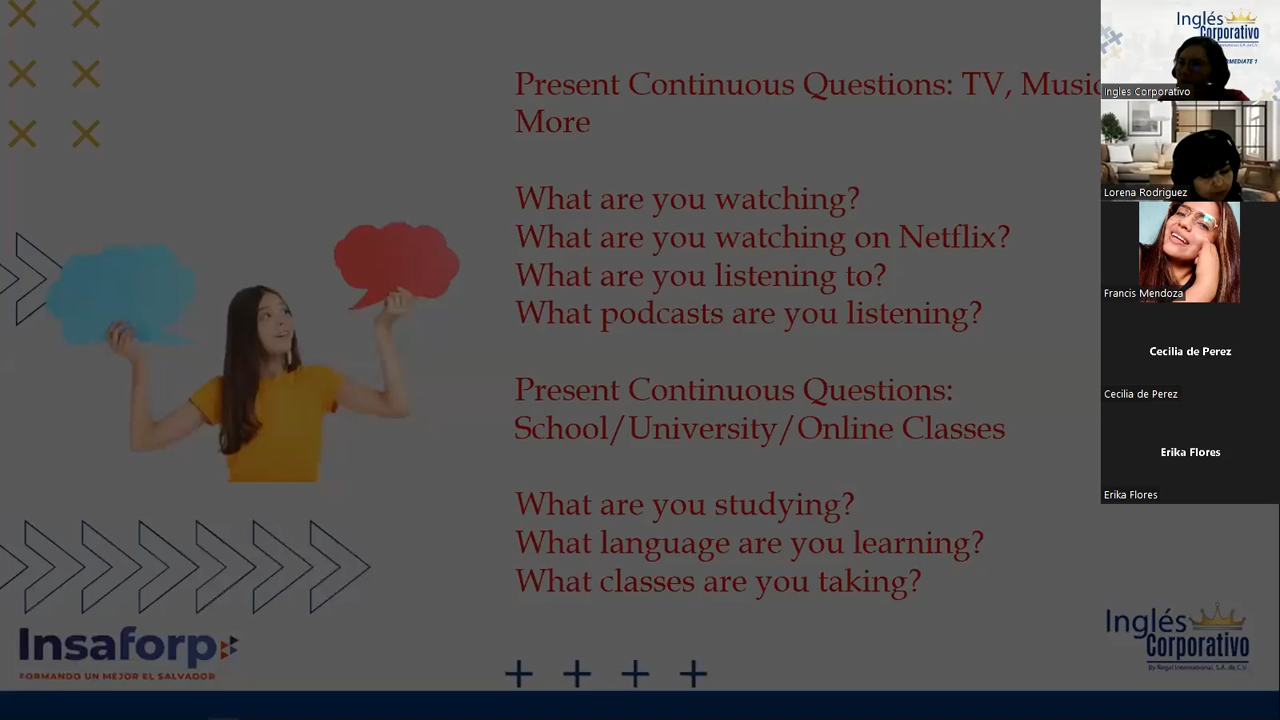 Present Continuous Questions: TV, Music
More
What are you watching?
What are you watching on Netflix?
What are you listening to?
What podcasts are you listening?
Present Continuous Questions:
School/University/Online Classes
What are you studying?
What language are you learning?
What classes are you taking?
Insaforp
FORMANDO UN MEJOR EL SALVADOR
Inglés
Corporativo
By Regal International, S.A. de C.V.
Inglés
Corporativo
Ingles Corporativo
Lorena Rodriguez
Francis Mendoza
Cecilia de Perez
Cecilia de Perez
Erika Flores
Erika Flores